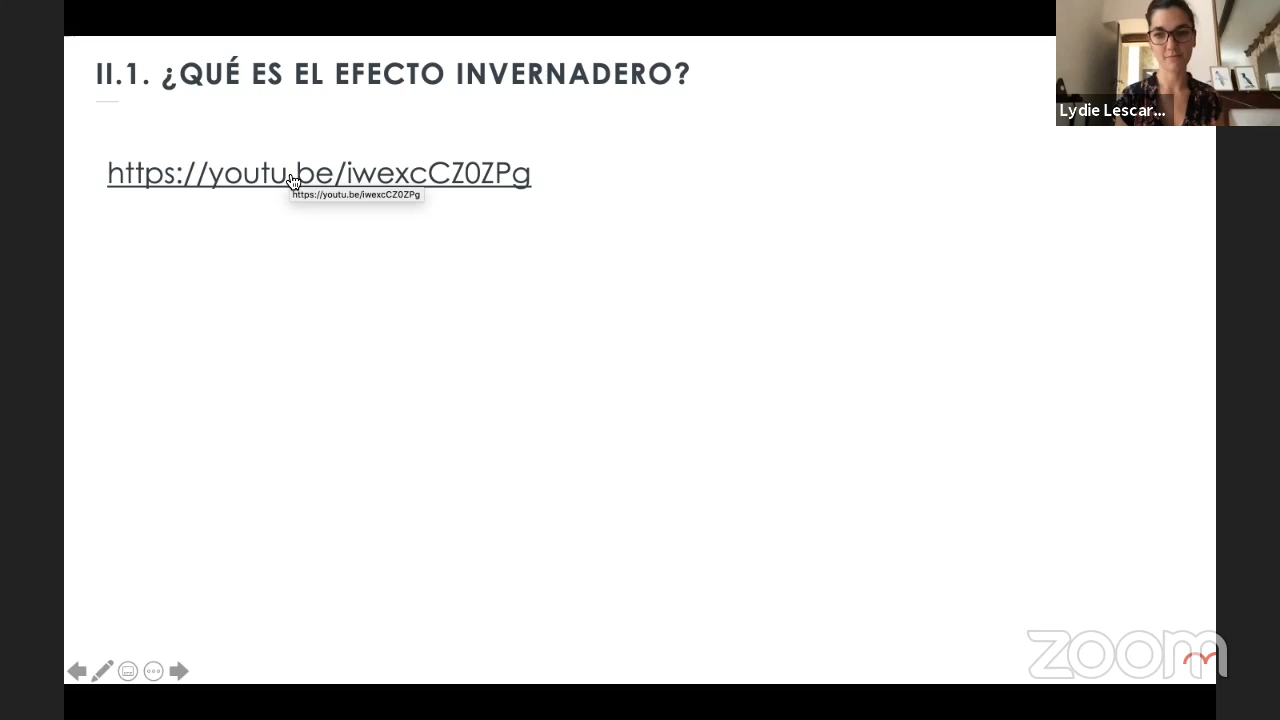 II.1. ¿QUÉ ES EL EFECTO INVERNADERO?
Lydie Lescar...
https://youtu.be/iwexcCZ0ZPg
https://youtu.be/iwexcCZ0ZPg
zoom